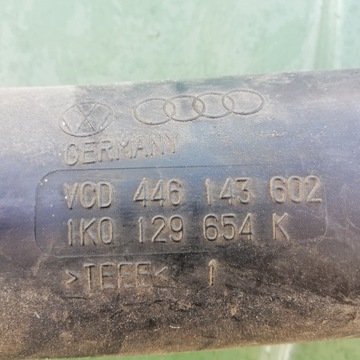 GERMANY
VCD 446 143 602
1K0 129 654 K
>TEEE< 1